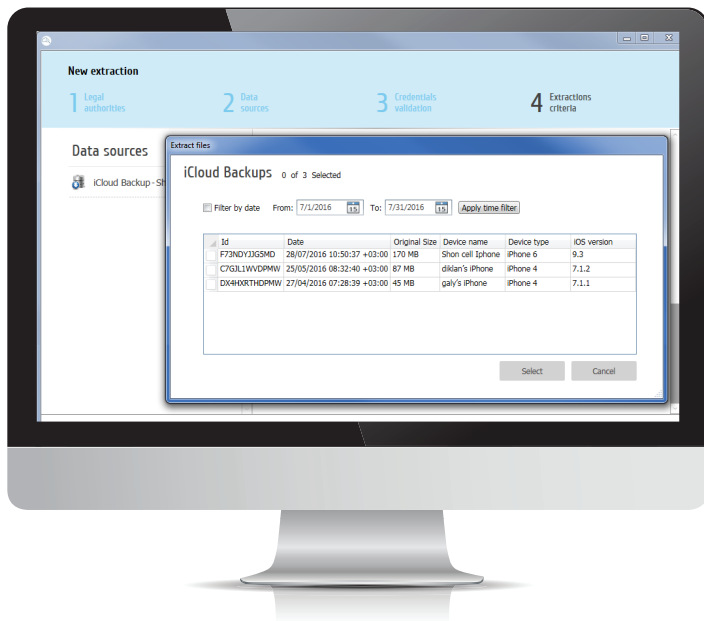 New extraction
1 Legal authorities
2 Data sources
3 Credentials validation
4 Extractions criteria
Data sources
iCloud Backup - Sh
Extract files
iCloud Backups 0 of 3 Selected
Filter by date From: 7/1/2016 15 To: 7/31/2016 15 Apply time filter
Id Date Original Size Device name Device type iOS version
F73NDYJJG5MD 28/07/2016 10:50:37 +03:00 170 MB Shon cell Iphone iPhone 6 9.3
C7GJL1WVDPMW 25/05/2016 08:32:40 +03:00 87 MB diklan's iPhone iPhone 4 7.1.2
DX4HXRTHDPMW 27/04/2016 07:28:39 +03:00 45 MB galy's iPhone iPhone 4 7.1.1
Select Cancel